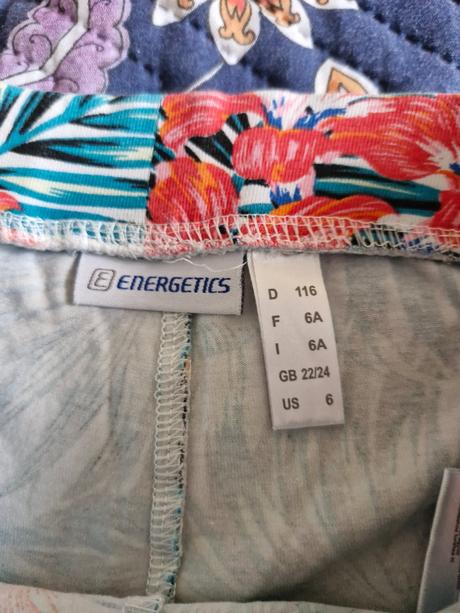 ENERGETICS
D 116
F 6A
I 6A
GB 22/24
US 6